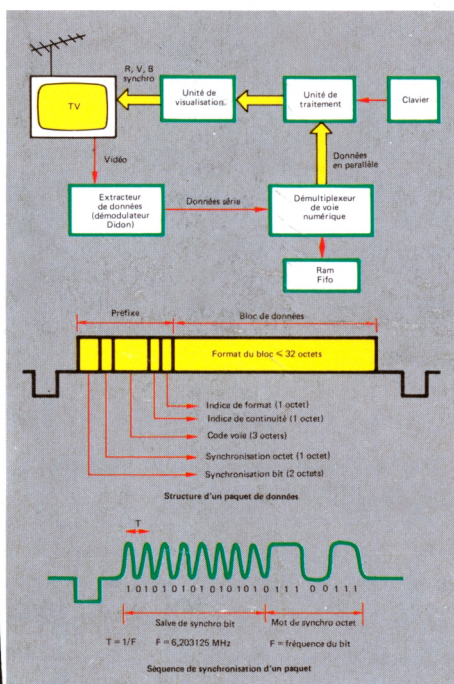 R, V, B
synchro
TV
Unité de
visualisation
Unité de
traitement
Clavier
Vidéo
Données
en parallèle
Extracteur
de données
(démodulateur
Didon)
Données série
Démultiplexeur
de voie
numérique
Ram
Fifo
Préfixe
Bloc de données
Format du bloc ≤ 32 octets
Indice de format (1 octet)
Indice de continuité (1 octet)
Code voie (3 octets)
Synchronisation octet (1 octet)
Synchronisation bit (2 octets)
Structure d'un paquet de données
T
1 0 1 0 1 0 1 0 1 0 1 0 1 0 1 0 1 1 1 0 0 1 1 1
Salve de synchro bit
Mot de synchro octet
T = 1/F F = 6,203125 MHz F = fréquence du bit
Séquence de synchronisation d'un paquet